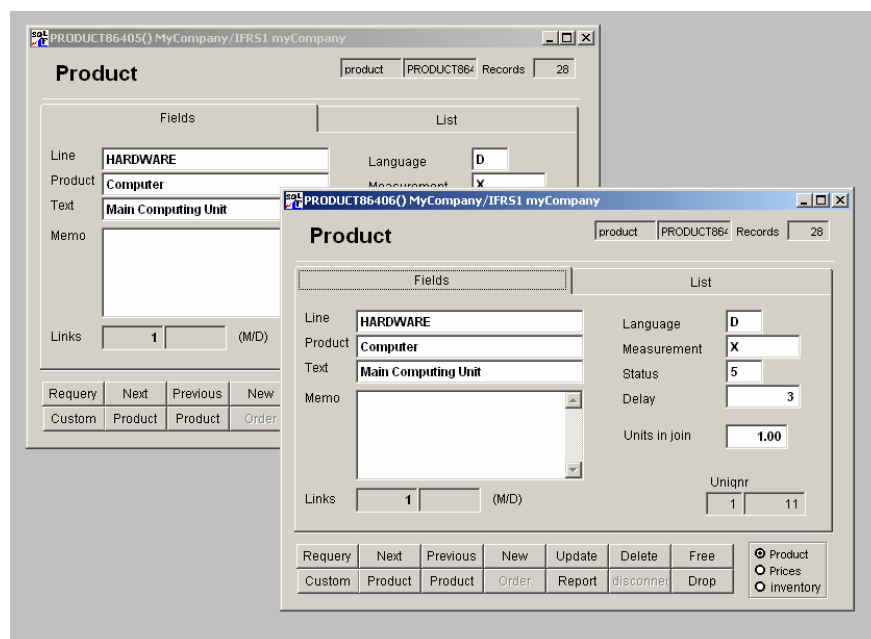 PRODUCT86405() MyCompany/IFRS1 myCompany
Product product PRODUCT864 Records 28
Fields List
Line HARDWARE Language D
Product Computer Measurement X
Text Main Computing Unit
Memo
Links 1 (M/D)
Requery Next Previous New
Custom Product Product Order
PRODUCT86406() MyCompany/IFRS1 myCompany
Product product PRODUCT864 Records 28
Fields List
Line HARDWARE Language D
Product Computer Measurement X
Text Main Computing Unit Status 5
Memo Delay 3
Units in join 1.00
Uniqnr
Links 1 (M/D) 1 11
Requery Next Previous New Update Delete Free Product
Prices
Custom Product Product Order Report disconnec Drop inventory